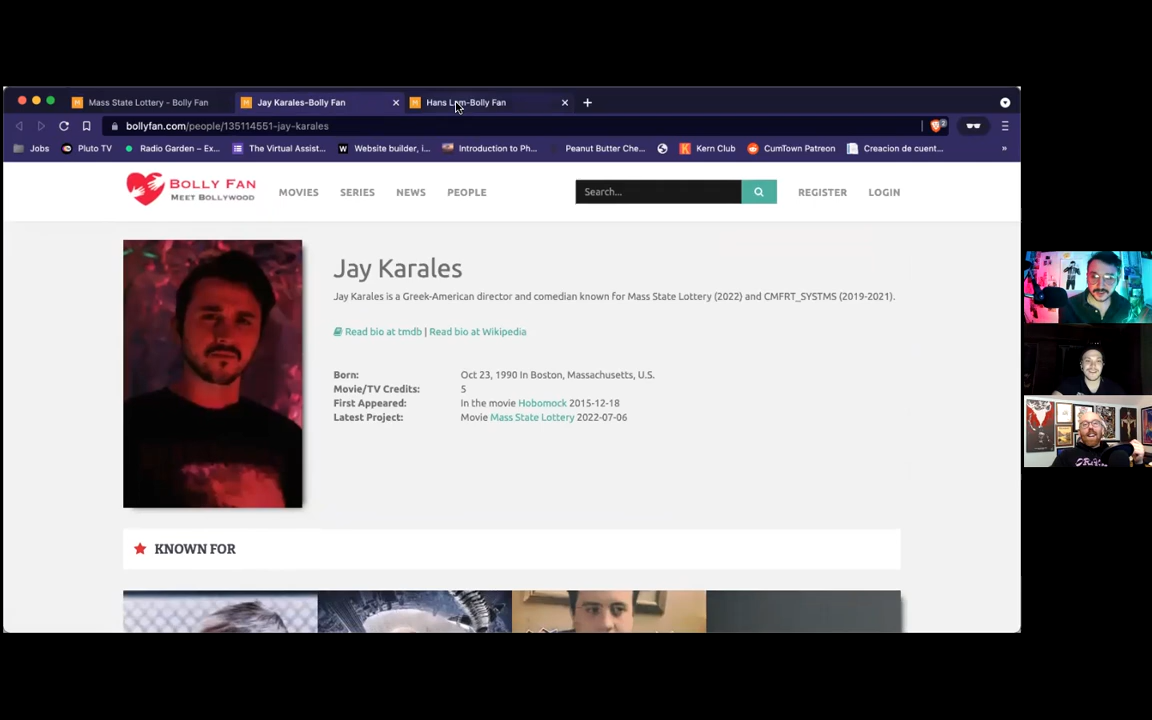 Mass State Lottery - Bolly Fan
Jay Karales-Bolly Fan
Hans Lam-Bolly Fan
bollyfan.com/people/135114551-jay-karales
2
Jobs
Pluto TV
Radio Garden – Ex...
The Virtual Assist...
Website builder, i...
Introduction to Ph...
Peanut Butter Che...
Kern Club
CumTown Patreon
Creacion de cuent...
»
BOLLY FAN
MEET BOLLYWOOD
MOVIES
SERIES
NEWS
PEOPLE
Search...
REGISTER
LOGIN
Jay Karales
Jay Karales is a Greek-American director and comedian known for Mass State Lottery (2022) and CMFRT_SYSTMS (2019-2021).
Read bio at tmdb | Read bio at Wikipedia
Born: Oct 23, 1990 In Boston, Massachusetts, U.S.
Movie/TV Credits: 5
First Appeared: In the movie Hobomock 2015-12-18
Latest Project: Movie Mass State Lottery 2022-07-06
KNOWN FOR